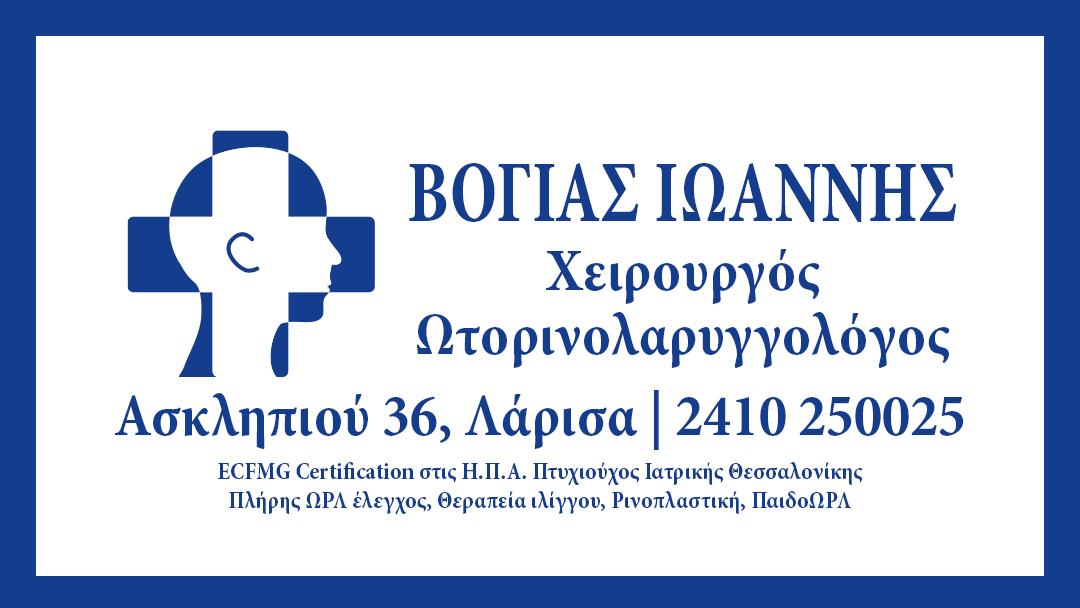 ΒΟΓΙΑΣ ΙΩΑΝΝΗΣ
Χειρουργός
Ωτορινολαρυγγολόγος
Ασκληπιού 36, Λάρισα | 2410 250025
ECFMG Certification στις Η.Π.Α. Πτυχιούχος Ιατρικής Θεσσαλονίκης
Πλήρης ΩΡΛ έλεγχος, Θεραπεία ιλίγγου, Ρινοπλαστική, ΠαιδοΩΡΛ